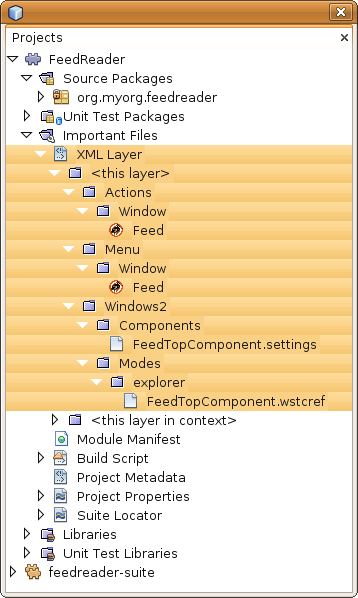 Projects
FeedReader
Source Packages
org.myorg.feedreader
Unit Test Packages
Important Files
XML Layer
<this layer>
Actions
Window
Feed
Menu
Window
Feed
Windows2
Components
FeedTopComponent.settings
Modes
explorer
FeedTopComponent.wstcref
<this layer in context>
Module Manifest
Build Script
Project Metadata
Project Properties
Suite Locator
Libraries
Unit Test Libraries
feedreader-suite